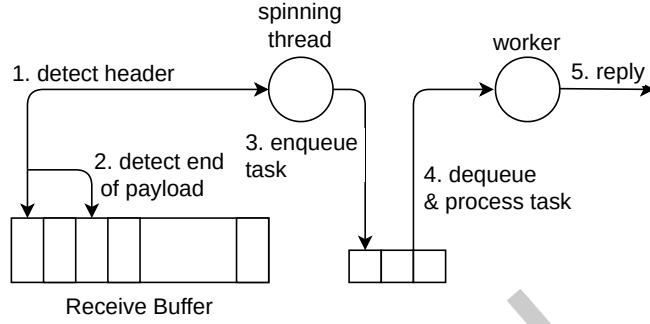 spinning
thread
worker
1. detect header
5. reply
3. enqueue
task
2. detect end
of payload
4. dequeue
& process task
Receive Buffer